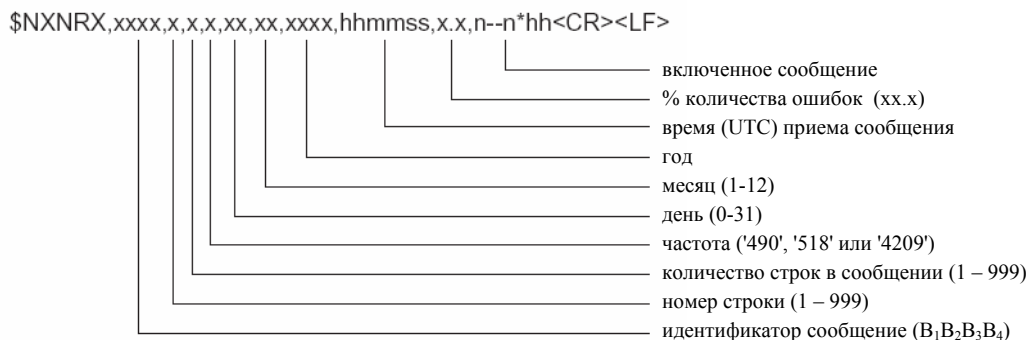 $NXNRX,xxxx,x,x,x,xx,xx,xxxx,hhmmss,x.x,n--n*hh<CR><LF>
включенное сообщение
% количества ошибок (xx.x)
время (UTC) приема сообщения
год
месяц (1-12)
день (0-31)
частота ('490', '518' или '4209')
количество строк в сообщении (1 – 999)
номер строки (1 – 999)
идентификатор сообщение (B₁B₂B₃B₄)